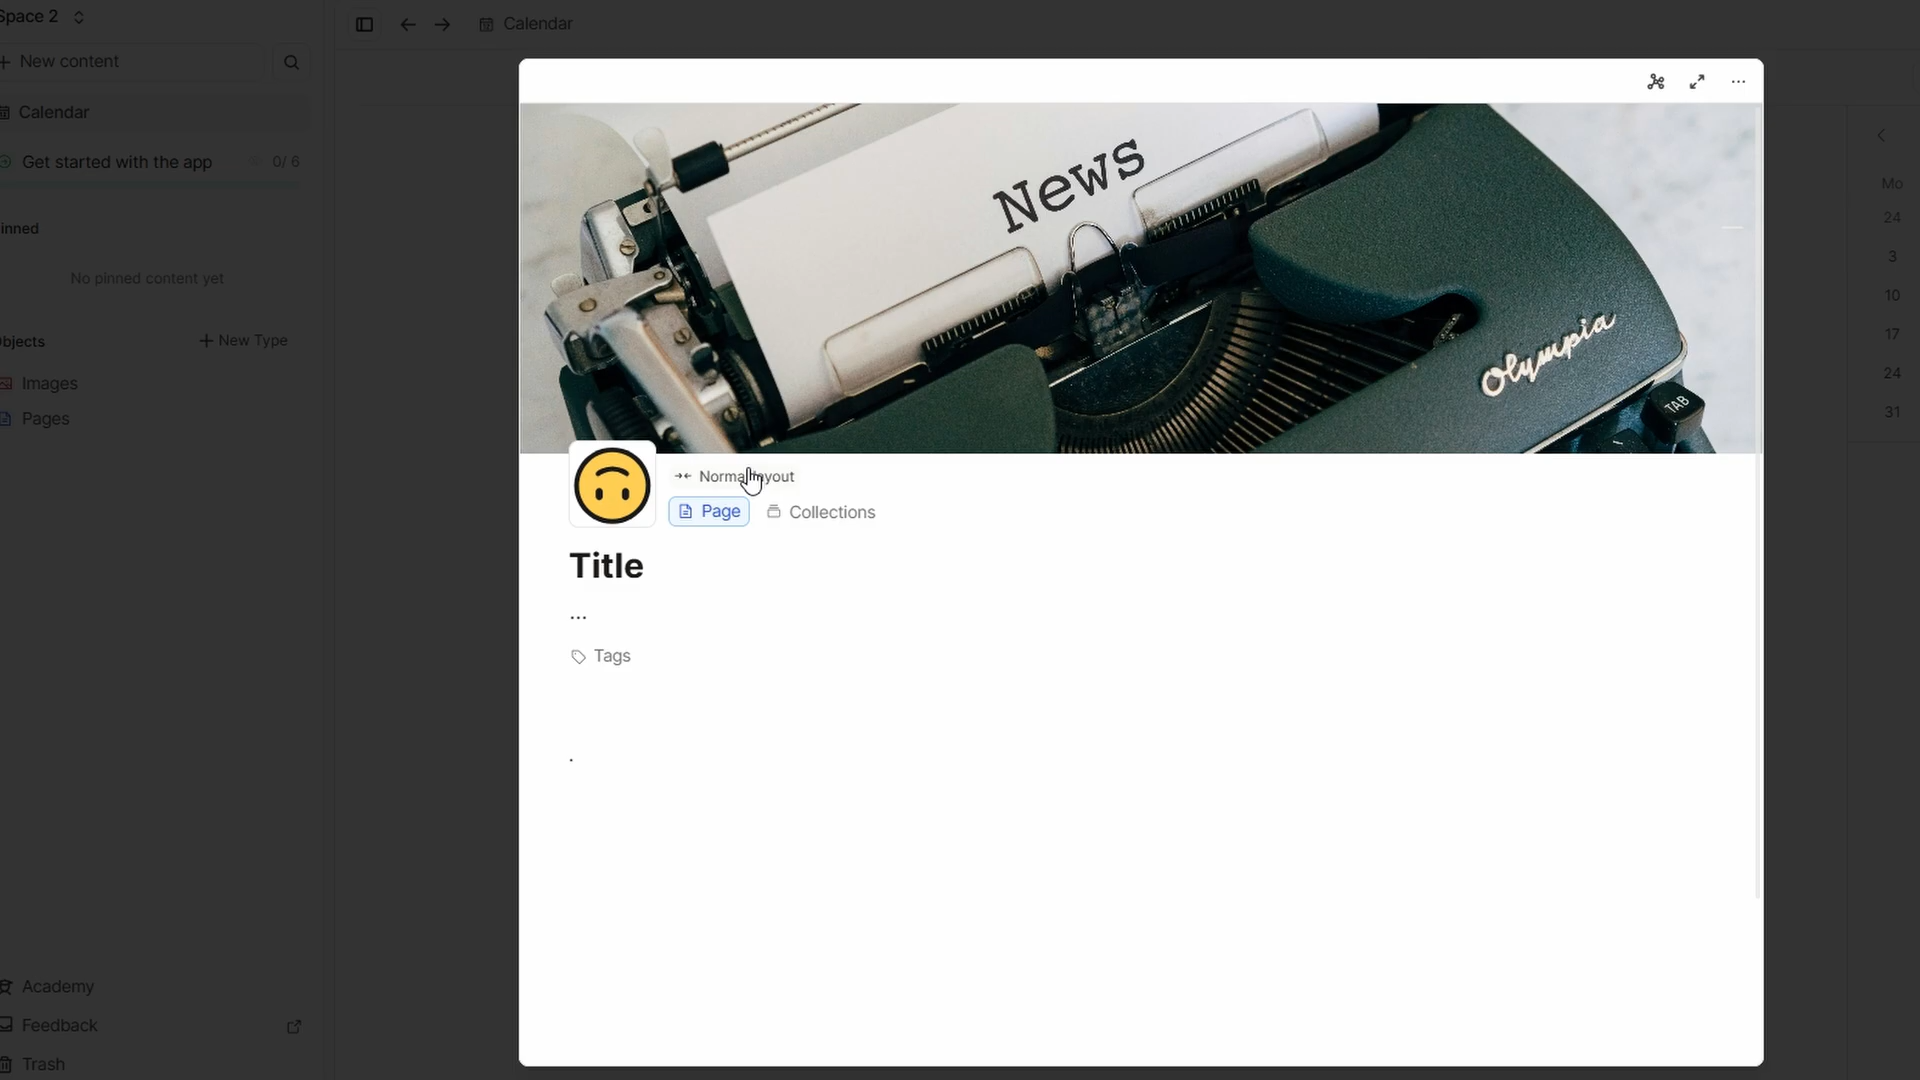 Space 2
New content
Calendar
Get started with the app 0/ 6
inned
No pinned content yet
bjects
New Type
Images
Pages
Academy
Feedback
Trash
Calendar
News
Olympia
TAB
Page
Collections
Title
...
Tags
.
Mo
24
3
10
17
24
31